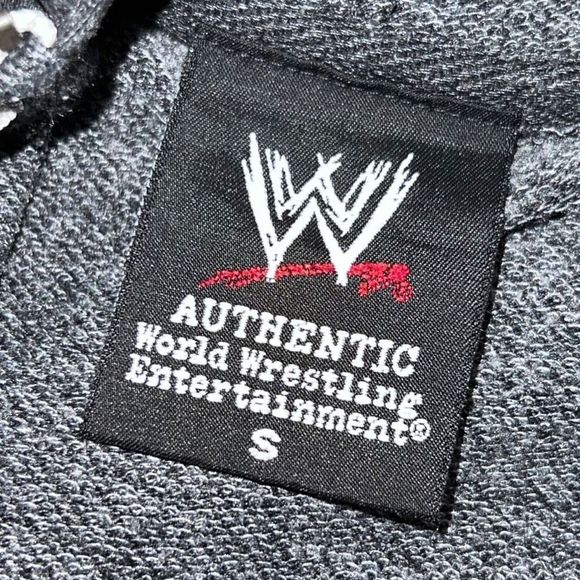 W
AUTHENTIC
World Wrestling
Entertainment®
S